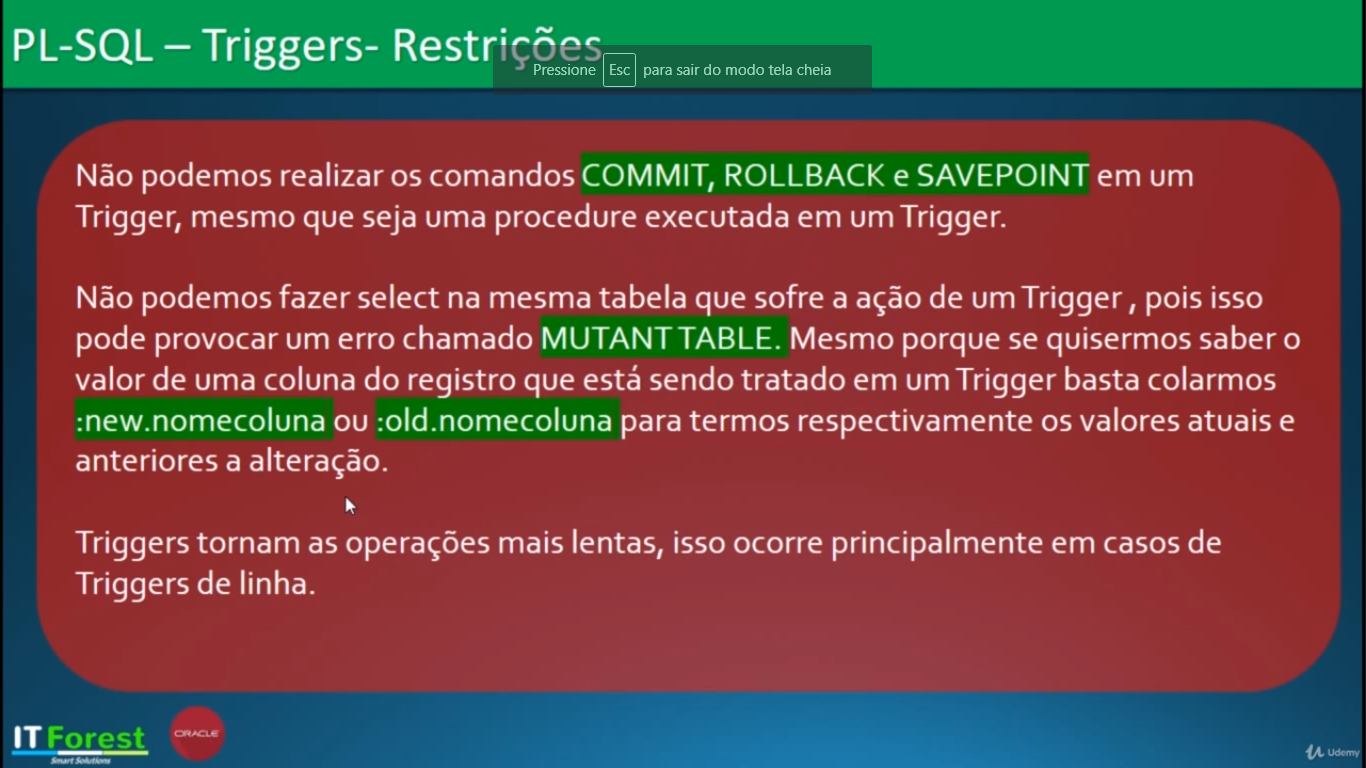 PL-SQL – Triggers- Restrições
Pressione Esc para sair do modo tela cheia
Não podemos realizar os comandos COMMIT, ROLLBACK e SAVEPOINT em um
Trigger, mesmo que seja uma procedure executada em um Trigger.
Não podemos fazer select na mesma tabela que sofre a ação de um Trigger , pois isso
pode provocar um erro chamado MUTANT TABLE. Mesmo porque se quisermos saber o
valor de uma coluna do registro que está sendo tratado em um Trigger basta colarmos
:new.nomecoluna ou :old.nomecoluna para termos respectivamente os valores atuais e
anteriores a alteração.
Triggers tornam as operações mais lentas, isso ocorre principalmente em casos de
Triggers de linha.
IT Forest
Smart Solutions
ORACLE
Udemy